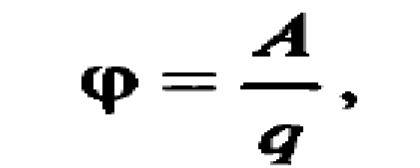 φ = A/q,